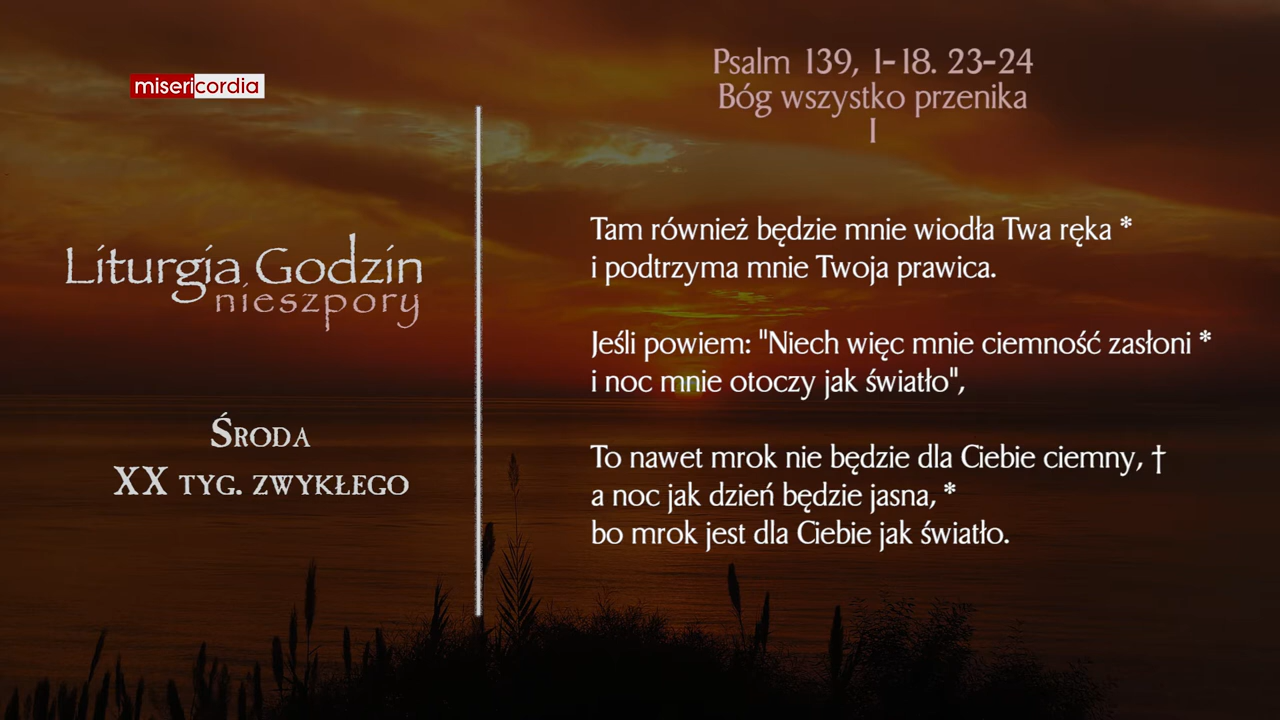 misericordia
Liturgia Godzin
nieszpory
Środa
XX tyg. zwykłego
Psalm 139, 1-18. 23-24
Bóg wszystko przenika
I
Tam również będzie mnie wiodła Twa ręka *
i podtrzyma mnie Twoja prawica.
Jeśli powiem: "Niech więc mnie ciemność zasłoni *
i noc mnie otoczy jak światło",
To nawet mrok nie będzie dla Ciebie ciemny, †
a noc jak dzień będzie jasna, *
bo mrok jest dla Ciebie jak światło.